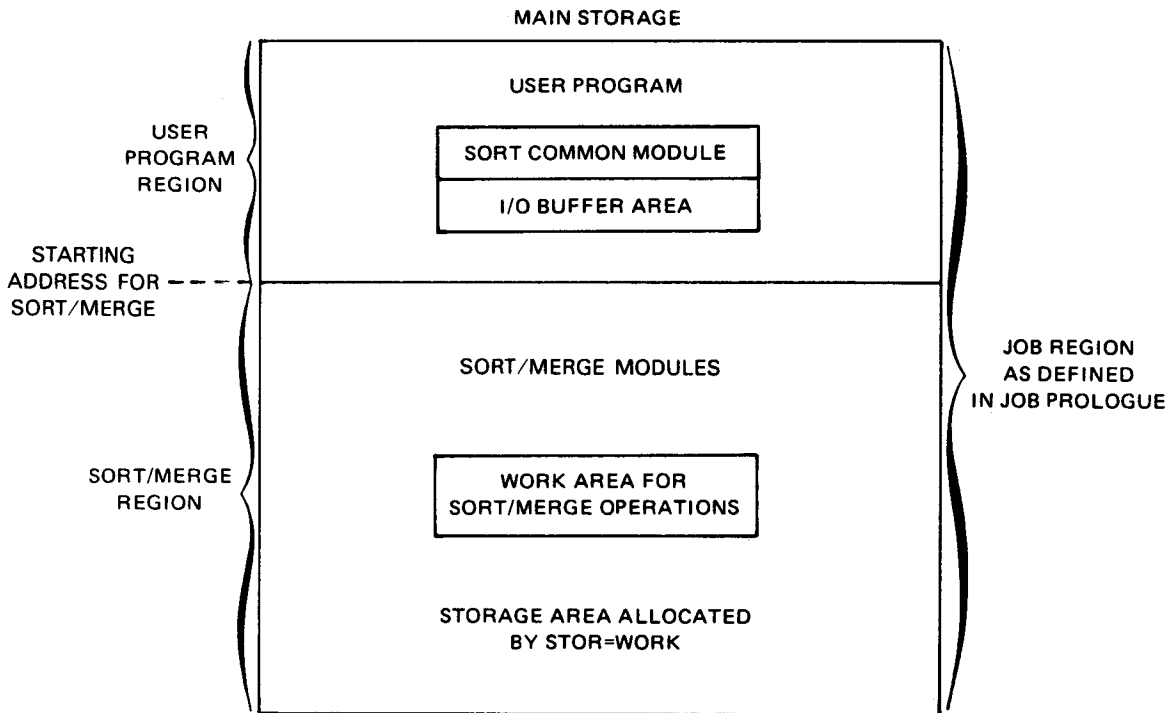 MAIN STORAGE
USER PROGRAM
SORT COMMON MODULE
I/O BUFFER AREA
USER
PROGRAM
REGION
STARTING
ADDRESS FOR
SORT/MERGE
SORT/MERGE MODULES
JOB REGION
AS DEFINED
IN JOB PROLOGUE
SORT/MERGE
REGION
WORK AREA FOR
SORT/MERGE OPERATIONS
STORAGE AREA ALLOCATED
BY STOR=WORK